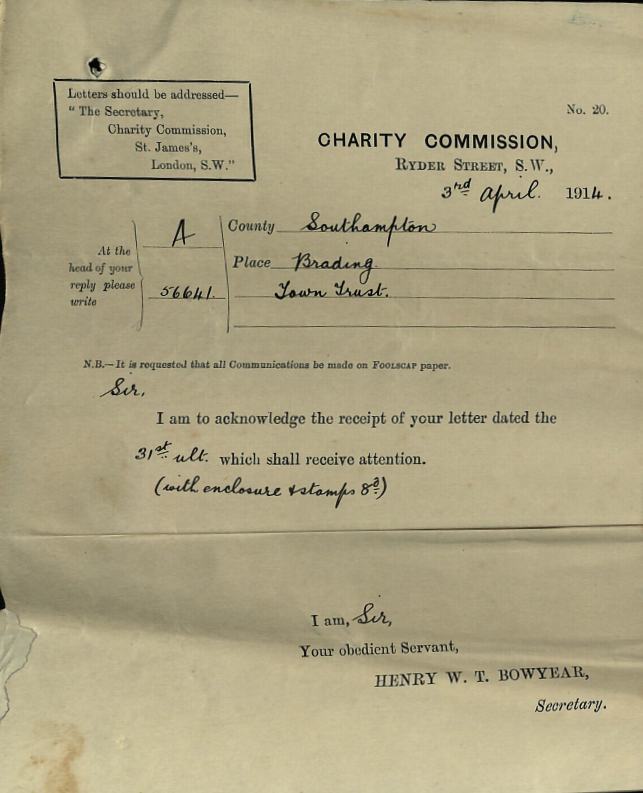 Letters should be addressed—
" The Secretary,
Charity Commission,
St. James's,
London, S.W."
No. 20.
CHARITY COMMISSION,
RYDER STREET, S.W.,
3rd April. 1914.
At the
head of your
reply please
write
A
56641.
County Southampton
Place Brading
Town Trust.
N.B.—It is requested that all Communications be made on FOOLSCAP paper.
Sir,
I am to acknowledge the receipt of your letter dated the
31st ult. which shall receive attention.
(with enclosure & stamps 8d)
I am, Sir,
Your obedient Servant,
HENRY W. T. BOWYEAR,
Secretary.